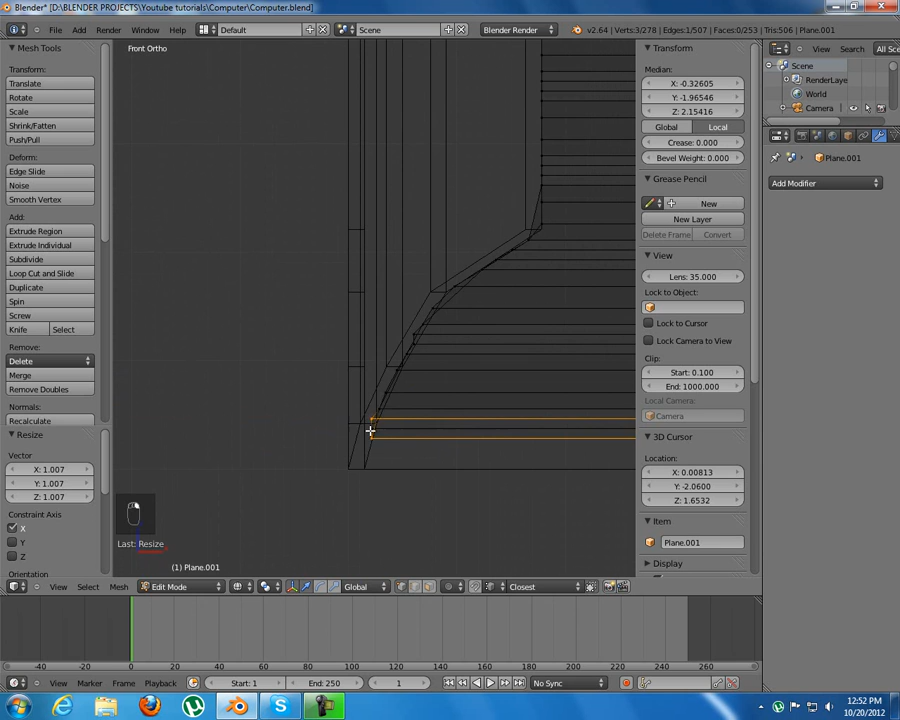 Blender* [D:\BLENDER PROJECTS\Youtube tutorials\Computer\Computer.blend]
File Add Render Window Help Default Scene Blender Render v2.64 | Verts:3/278 | Edges:1/507 | Faces:0/253 | Tris:506 | Plane.001
Mesh Tools
Transform:
Translate
Rotate
Scale
Shrink/Fatten
Push/Pull
Deform:
Edge Slide
Noise
Smooth Vertex
Add:
Extrude Region
Extrude Individual
Subdivide
Loop Cut and Slide
Duplicate
Spin
Screw
Knife Select
Remove:
Delete
Merge
Remove Doubles
Normals:
Recalculate
Resize
Vector
X: 1.007
Y: 1.007
Z: 1.007
Constraint Axis
X
Y
Z
Orientation
Front Ortho
Last: Resize
(1) Plane.001
Transform
Median:
X: -0.32605
Y: -1.96546
Z: 2.15416
Global Local
Crease: 0.000
Bevel Weight: 0.000
Grease Pencil
New
New Layer
Delete Frame Convert
View
Lens: 35.000
Lock to Object:
Lock to Cursor
Lock Camera to View
Clip:
Start: 0.100
End: 1000.000
Local Camera:
Camera
3D Cursor
Location:
X: 0.00813
Y: -2.0600
Z: 1.6532
Item
Plane.001
Display
View Search All Sce
Scene
RenderLaye
World
Camera
Plane.001
Add Modifier
View Select Mesh Edit Mode Global Closest
-40 -20 0 20 40 60 80 100 120 140 160 180 200 220 240 260
View Marker Frame Playback Start: 1 End: 250 1 No Sync
12:52 PM
10/20/2012